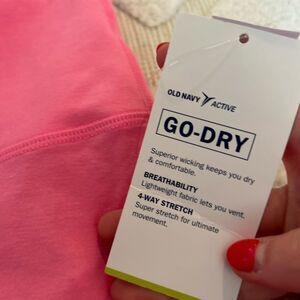 OLD NAVY ACTIVE
GO-DRY
Superior wicking keeps you dry
& comfortable.
BREATHABILITY
Lightweight fabric lets you vent.
4-WAY STRETCH
Super stretch for ultimate
movement.